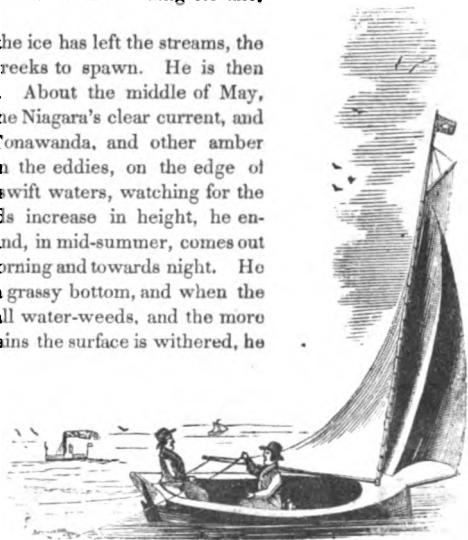 the ice has left the streams, the
reeks to spawn. He is then
. About the middle of May,
ne Niagara's clear current, and
Tonawanda, and other amber
n the eddies, on the edge of
swift waters, watching for the
ds increase in height, he en-
nd, in mid-summer, comes out
orning and towards night. He
grassy bottom, and when the
ll water-weeds, and the more
ains the surface is withered, he